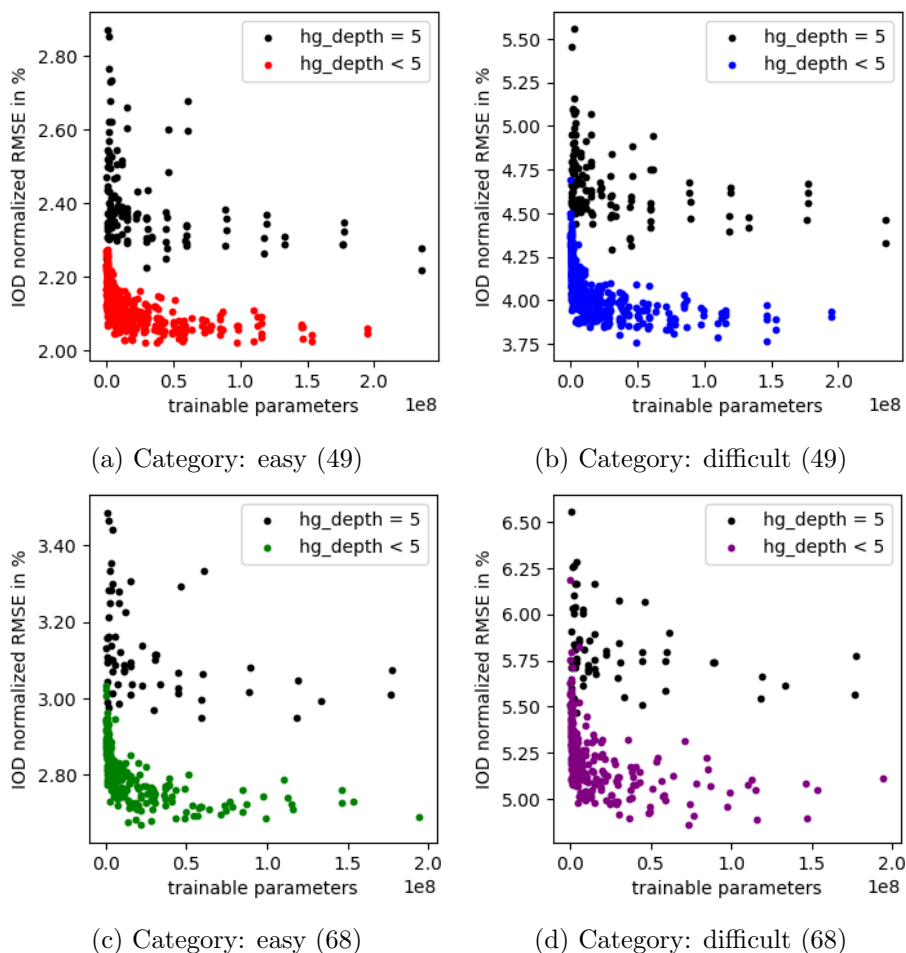 2.80
2.60
2.40
2.20
2.00
IOD normalized RMSE in %
hg_depth = 5
hg_depth < 5
0.0 0.5 1.0 1.5 2.0
trainable parameters 1e8
(a) Category: easy (49)
5.50
5.25
5.00
4.75
4.50
4.25
4.00
3.75
IOD normalized RMSE in %
hg_depth = 5
hg_depth < 5
0.0 0.5 1.0 1.5 2.0
trainable parameters 1e8
(b) Category: difficult (49)
3.40
3.20
3.00
2.80
IOD normalized RMSE in %
hg_depth = 5
hg_depth < 5
0.0 0.5 1.0 1.5 2.0
trainable parameters 1e8
(c) Category: easy (68)
6.50
6.25
6.00
5.75
5.50
5.25
5.00
IOD normalized RMSE in %
hg_depth = 5
hg_depth < 5
0.0 0.5 1.0 1.5 2.0
trainable parameters 1e8
(d) Category: difficult (68)